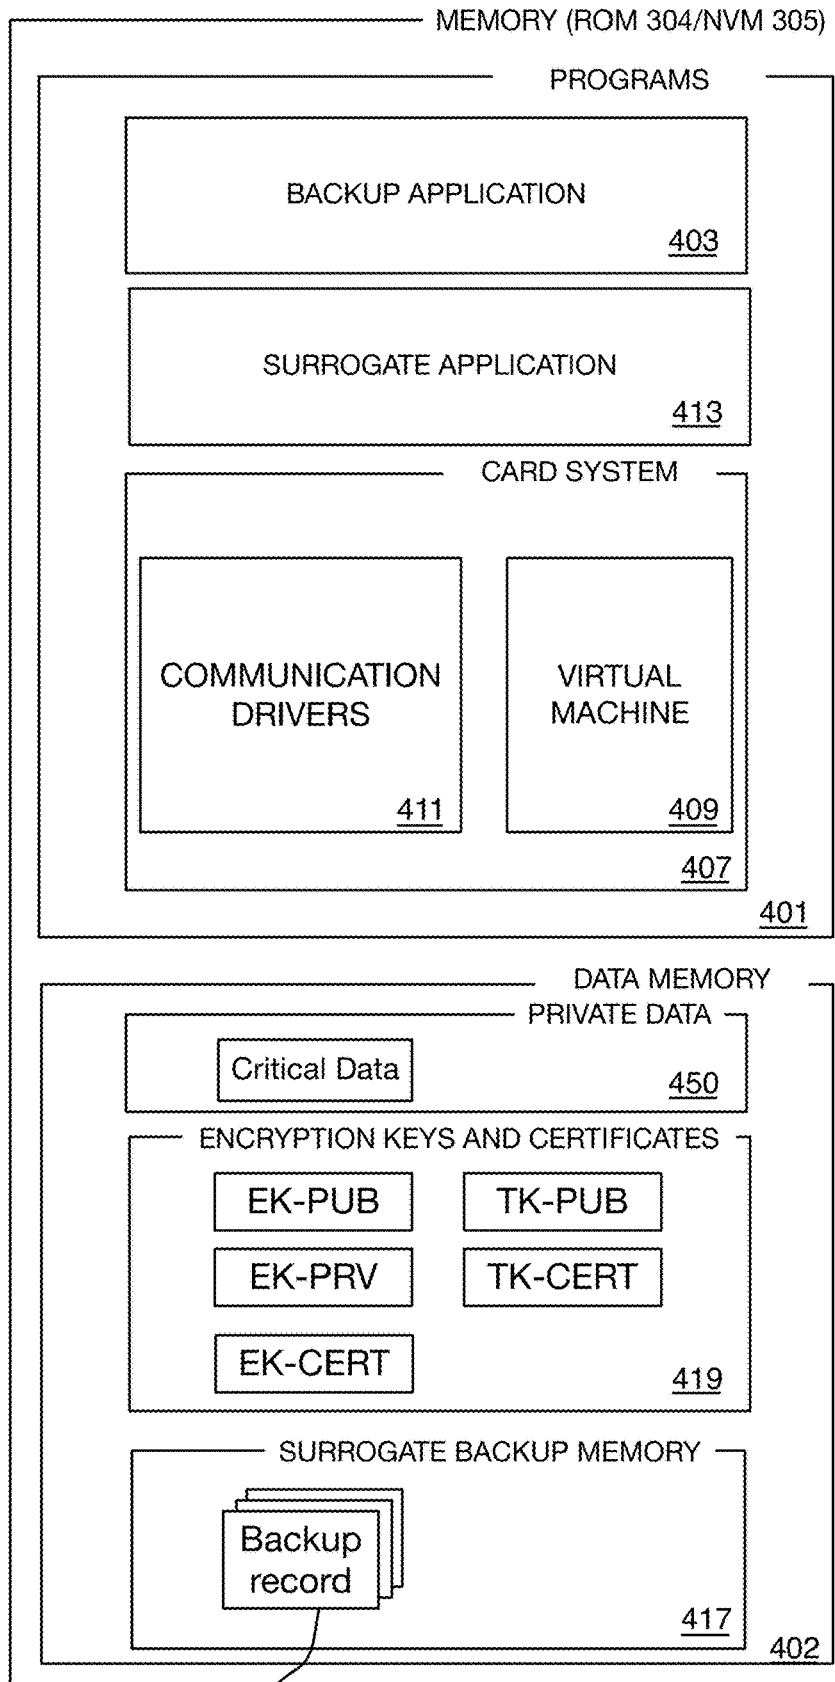 MEMORY (ROM 304/NVM 305)
PROGRAMS
BACKUP APPLICATION
403
SURROGATE APPLICATION
413
CARD SYSTEM
COMMUNICATION
DRIVERS
411
VIRTUAL
MACHINE
409
407
401
DATA MEMORY
PRIVATE DATA
Critical Data
450
ENCRYPTION KEYS AND CERTIFICATES
EK-PUB TK-PUB
EK-PRV TK-CERT
EK-CERT
419
SURROGATE BACKUP MEMORY
Backup
record
417
402